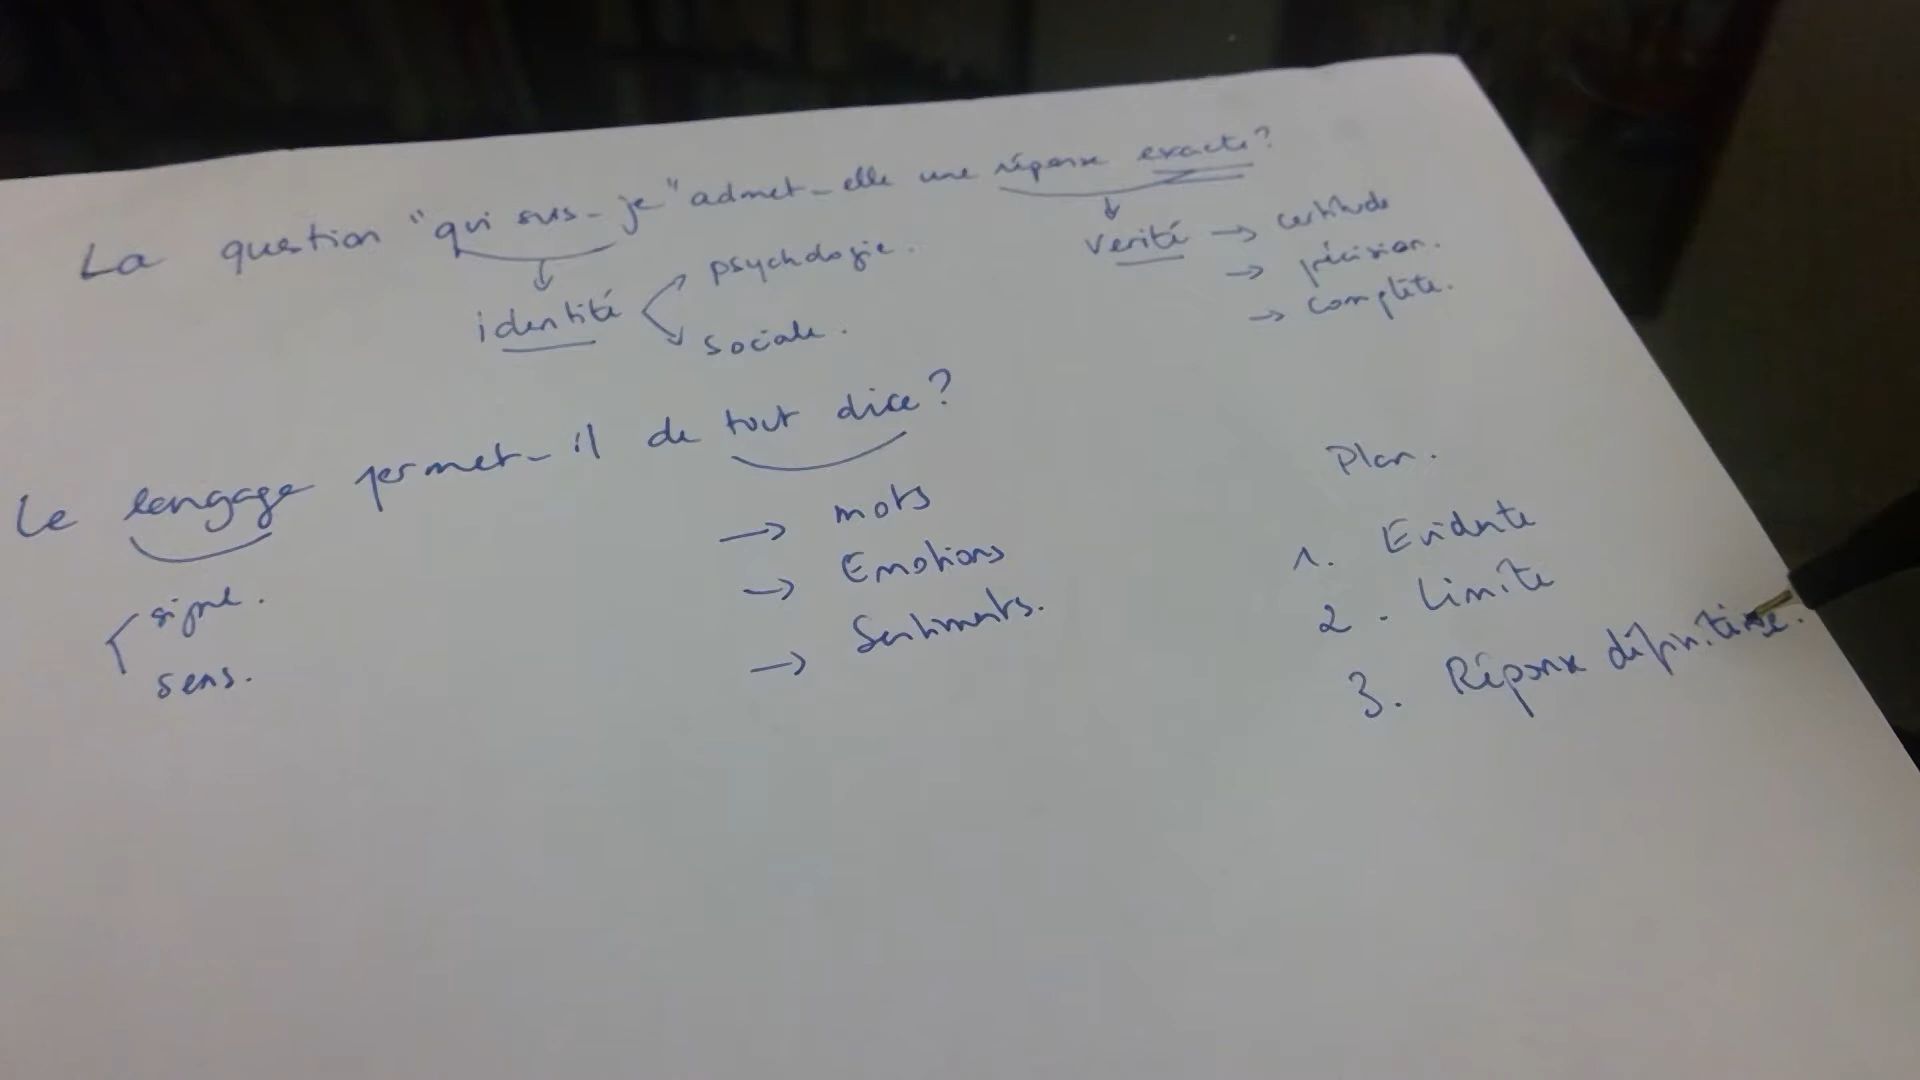 La question "qui suis-je" admet-elle une réponse exacte?
identité
psychologie.
sociale.
Verité → certitude
→ précision.
→ complète.
Le langage permet-il de tout dire?
signe.
sens.
→ mots
→ Emotions
→ Sentiments.
Plan.
1. Evidente
2. Limite
3. Réponse définitive.